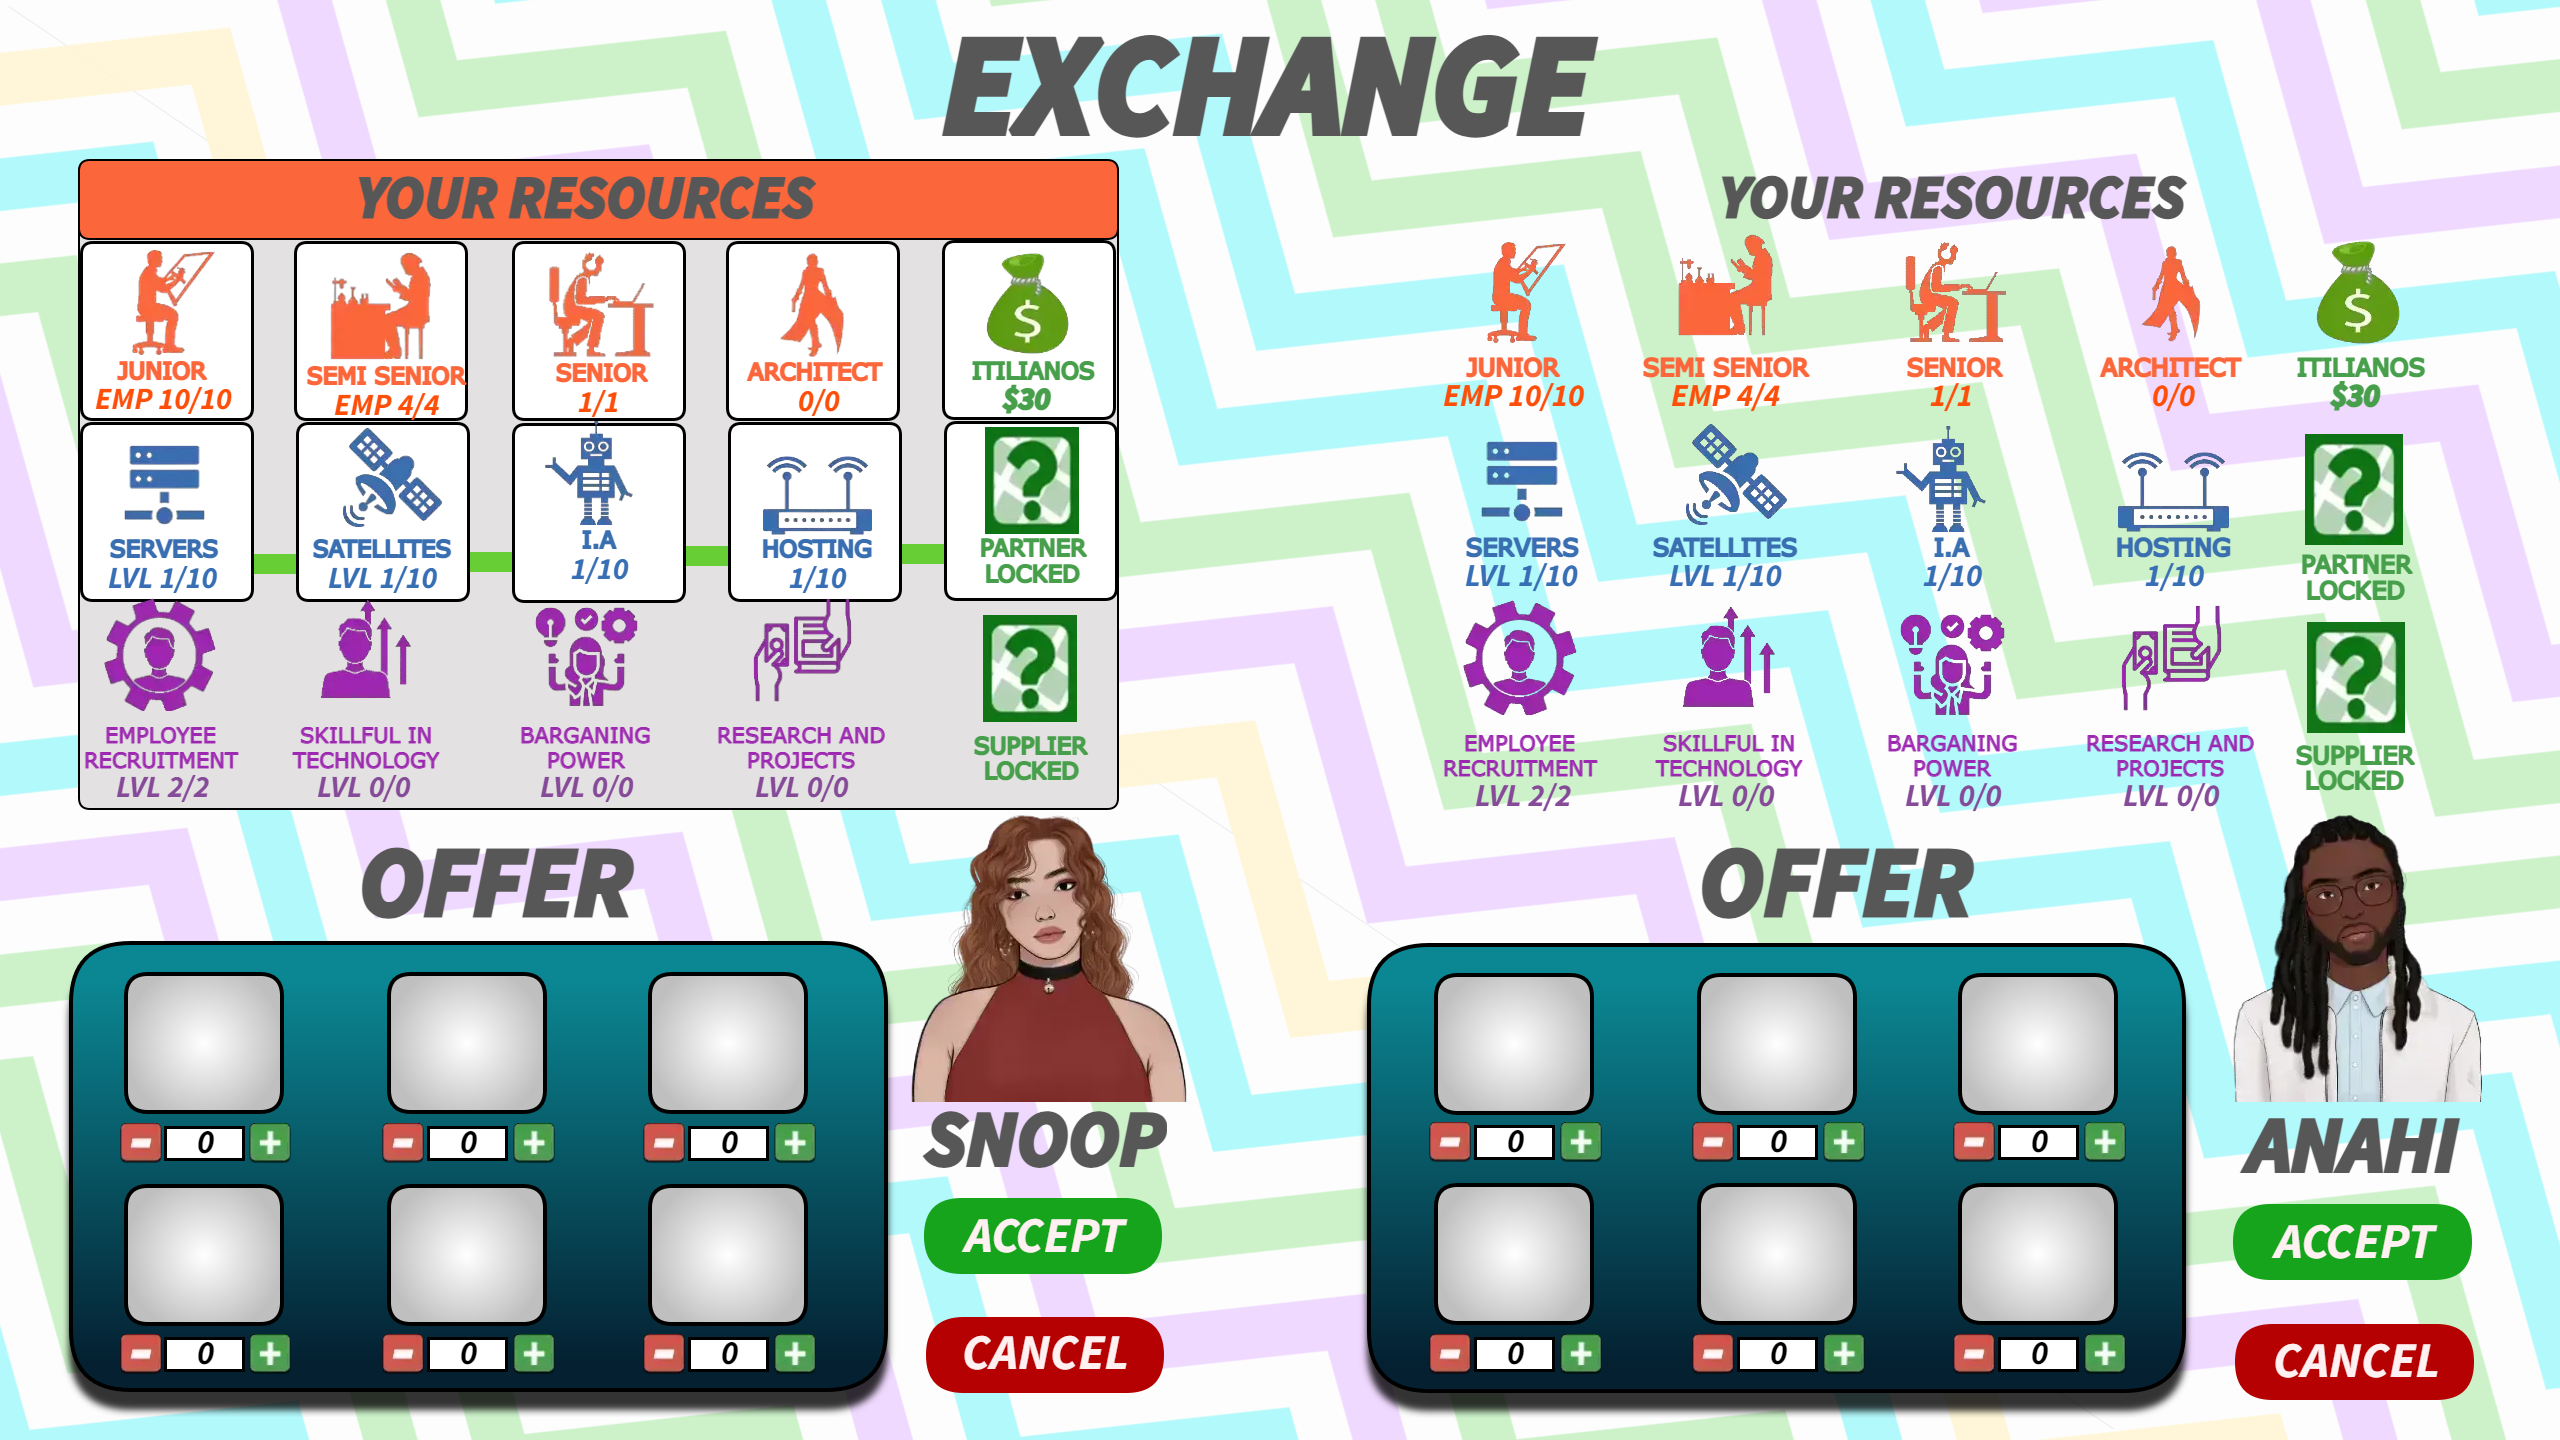 EXCHANGE
YOUR RESOURCES
JUNIOR
EMP 10/10
SEMI SENIOR
EMP 4/4
SENIOR
1/1
ARCHITECT
0/0
ITILIANOS
$30
SERVERS
LVL 1/10
SATELLITES
LVL 1/10
I.A
1/10
HOSTING
1/10
PARTNER
LOCKED
EMPLOYEE
RECRUITMENT
LVL 2/2
SKILLFUL IN
TECHNOLOGY
LVL 0/0
BARGANING
POWER
LVL 0/0
RESEARCH AND
PROJECTS
LVL 0/0
SUPPLIER
LOCKED
YOUR RESOURCES
JUNIOR
EMP 10/10
SEMI SENIOR
EMP 4/4
SENIOR
1/1
ARCHITECT
0/0
ITILIANOS
$30
SERVERS
LVL 1/10
SATELLITES
LVL 1/10
I.A
1/10
HOSTING
1/10
PARTNER
LOCKED
EMPLOYEE
RECRUITMENT
LVL 2/2
SKILLFUL IN
TECHNOLOGY
LVL 0/0
BARGANING
POWER
LVL 0/0
RESEARCH AND
PROJECTS
LVL 0/0
SUPPLIER
LOCKED
OFFER
0
0
0
0
0
0
SNOOP
ACCEPT
CANCEL
OFFER
0
0
0
0
0
0
ANAHI
ACCEPT
CANCEL